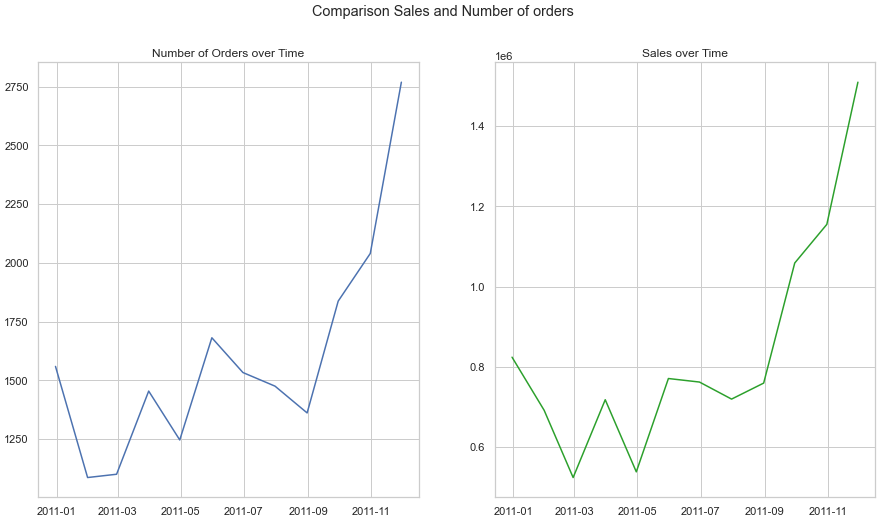 Comparison Sales and Number of orders
Number of Orders over Time
2750
2500
2250
2000
1750
1500
1250
2011-01 2011-03 2011-05 2011-07 2011-09 2011-11
Sales over Time
1e6
1.4
1.2
1.0
0.8
0.6
2011-01 2011-03 2011-05 2011-07 2011-09 2011-11